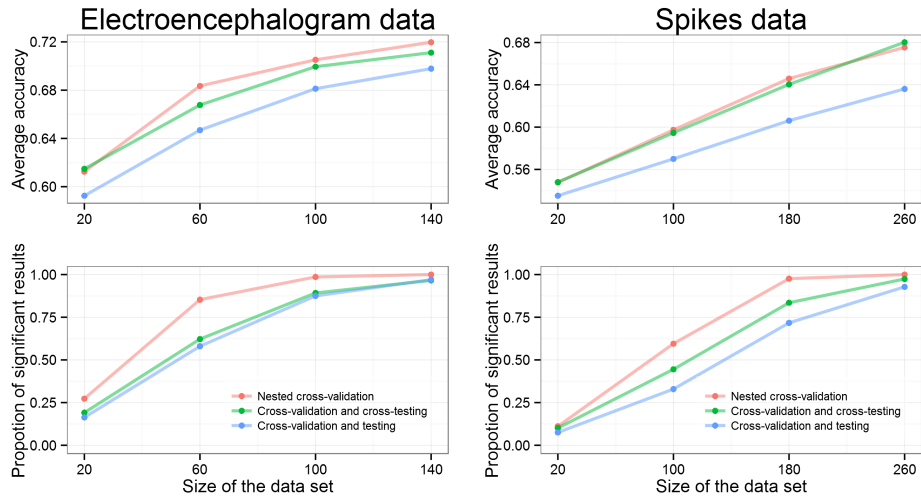 Electroencephalogram data
Average accuracy
0.72
0.68
0.64
0.60
20 60 100 140
Spikes data
Average accuracy
0.68
0.64
0.60
0.56
20 100 180 260
Propotion of significant results
1.00
0.75
0.50
0.25
0.00
Nested cross-validation
Cross-validation and cross-testing
Cross-validation and testing
20 60 100 140
Size of the data set
Propotion of significant results
1.00
0.75
0.50
0.25
0.00
Nested cross-validation
Cross-validation and cross-testing
Cross-validation and testing
20 100 180 260
Size of the data set